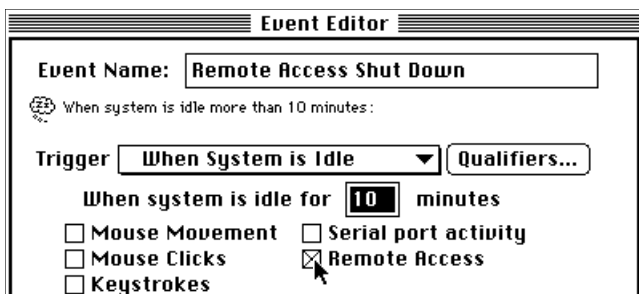 Event Editor
Event Name: Remote Access Shut Down
When system is idle more than 10 minutes:
Trigger When System is Idle Qualifiers...
When system is idle for 10 minutes
Mouse Movement Serial port activity
Mouse Clicks Remote Access
Keystrokes